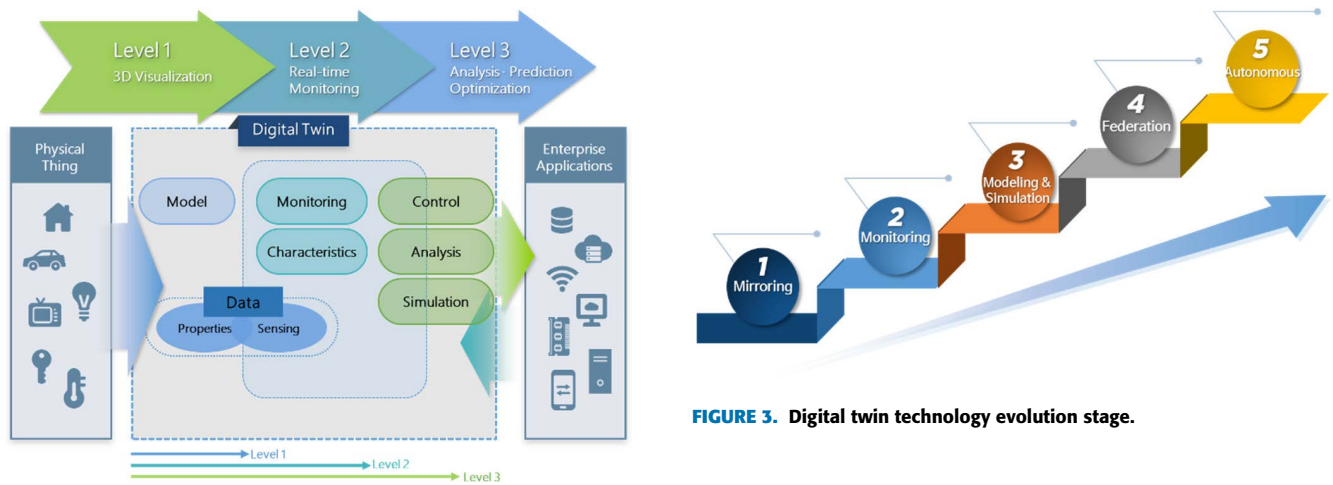 Level 1
3D Visualization
Level 2
Real-time
Monitoring
Level 3
Analysis · Prediction
Optimization
Digital Twin
Physical
Thing
Enterprise
Applications
Model
Monitoring
Control
Characteristics
Analysis
Simulation
Data
Properties
Sensing
Level 1
Level 2
Level 3
1
Mirroring
2
Monitoring
3
Modeling &
Simulation
4
Federation
5
Autonomous
FIGURE 3. Digital twin technology evolution stage.